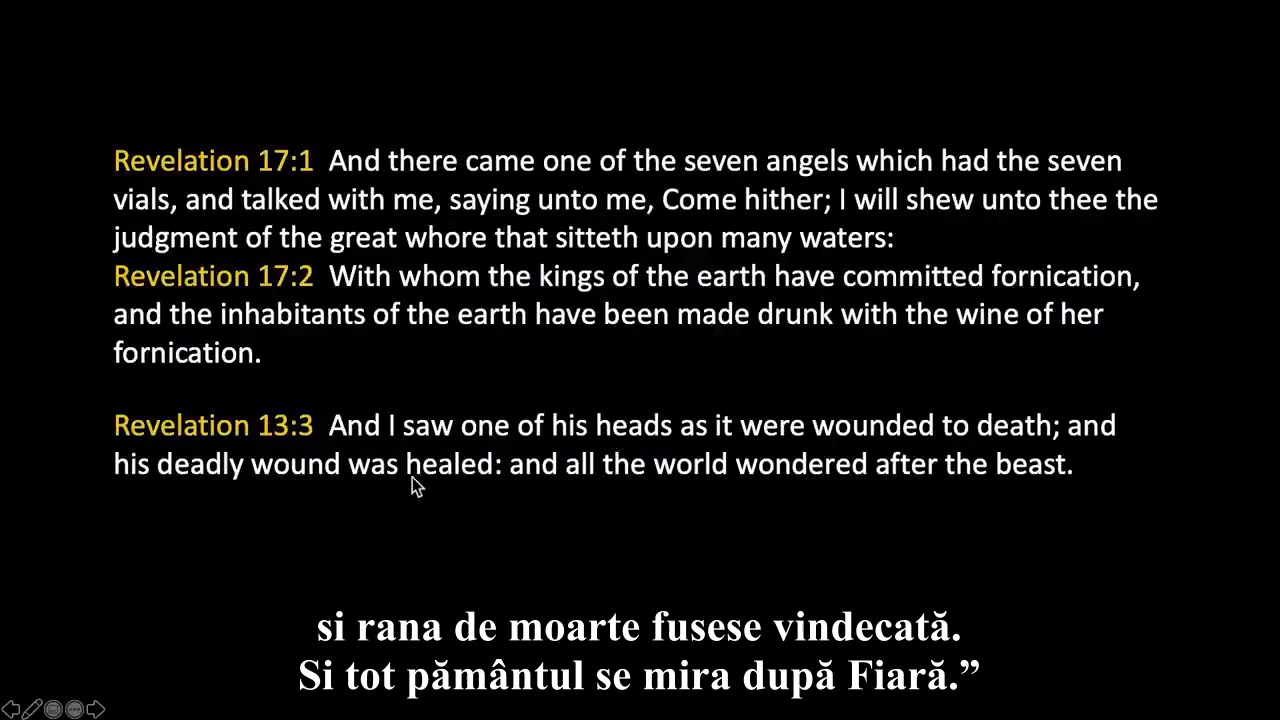 Revelation 17:1 And there came one of the seven angels which had the seven
vials, and talked with me, saying unto me, Come hither; I will shew unto thee the
judgment of the great whore that sitteth upon many waters:
Revelation 17:2 With whom the kings of the earth have committed fornication,
and the inhabitants of the earth have been made drunk with the wine of her
fornication.
Revelation 13:3 And I saw one of his heads as it were wounded to death; and
his deadly wound was healed: and all the world wondered after the beast.
si rana de moarte fusese vindecată.
Si tot pământul se mira după Fiară.”